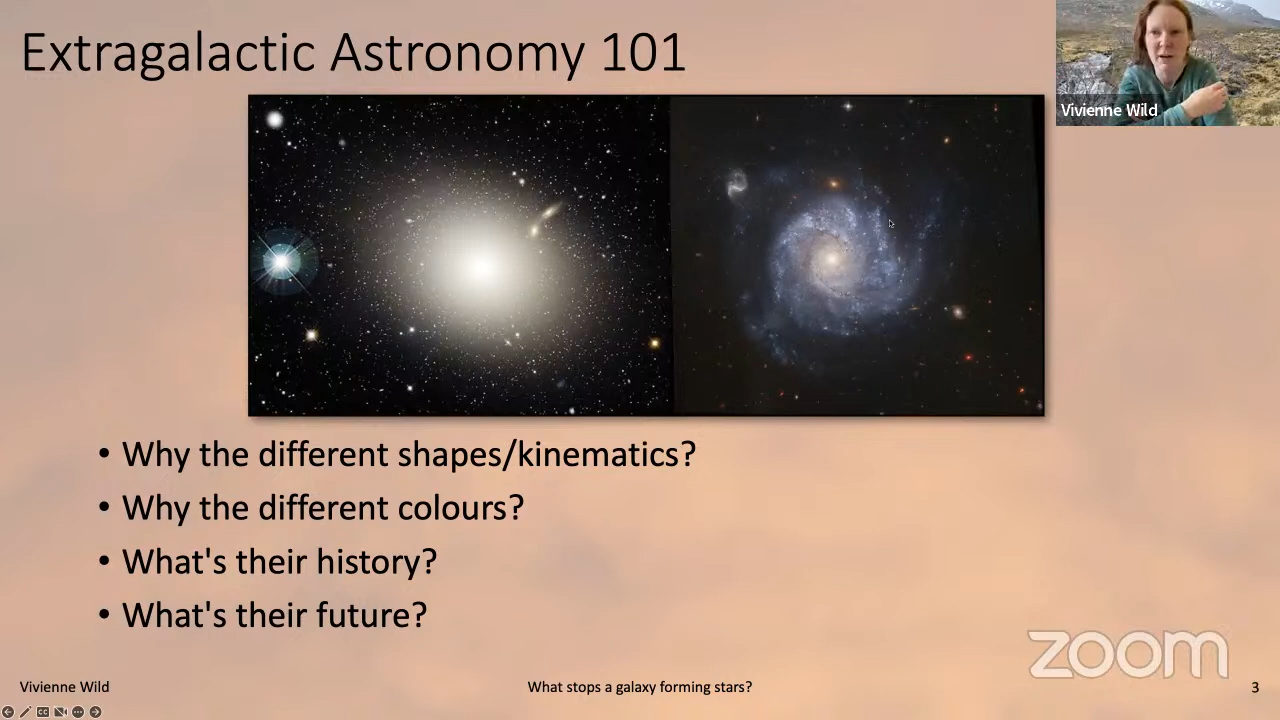 Extragalactic Astronomy 101
Vivienne Wild
• Why the different shapes/kinematics?
• Why the different colours?
• What's their history?
• What's their future?
zoom
Vivienne Wild
What stops a galaxy forming stars?
3